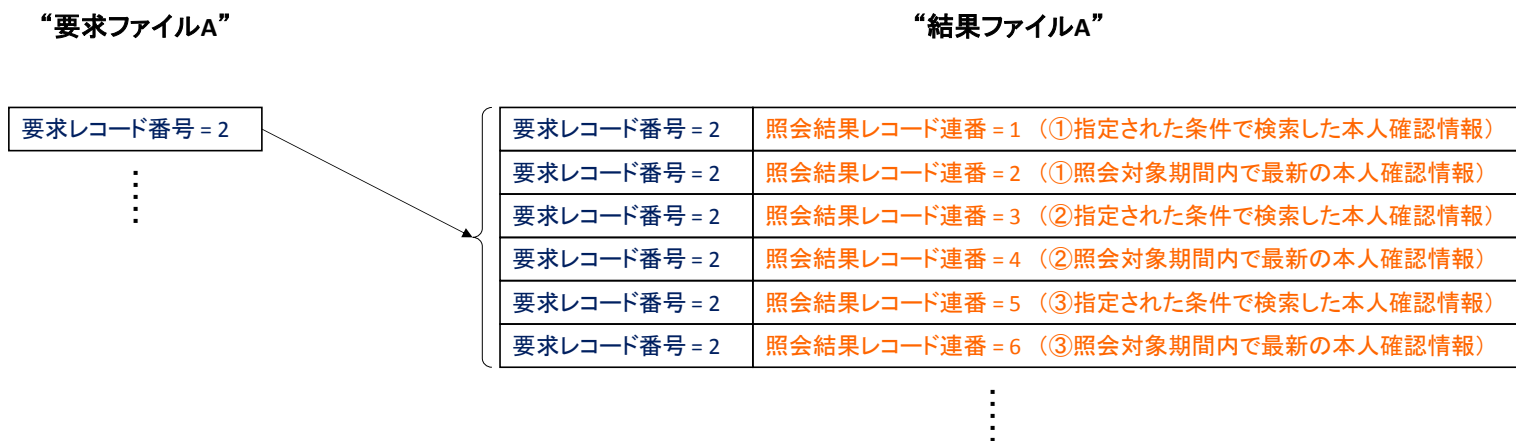 “要求ファイルA”
“結果ファイルA”
要求レコード番号 = 2
要求レコード番号 = 2 照会結果レコード連番 = 1 （①指定された条件で検索した本人確認情報）
要求レコード番号 = 2 照会結果レコード連番 = 2 （①照会対象期間内で最新の本人確認情報）
要求レコード番号 = 2 照会結果レコード連番 = 3 （②指定された条件で検索した本人確認情報）
要求レコード番号 = 2 照会結果レコード連番 = 4 （②照会対象期間内で最新の本人確認情報）
要求レコード番号 = 2 照会結果レコード連番 = 5 （③指定された条件で検索した本人確認情報）
要求レコード番号 = 2 照会結果レコード連番 = 6 （③照会対象期間内で最新の本人確認情報）